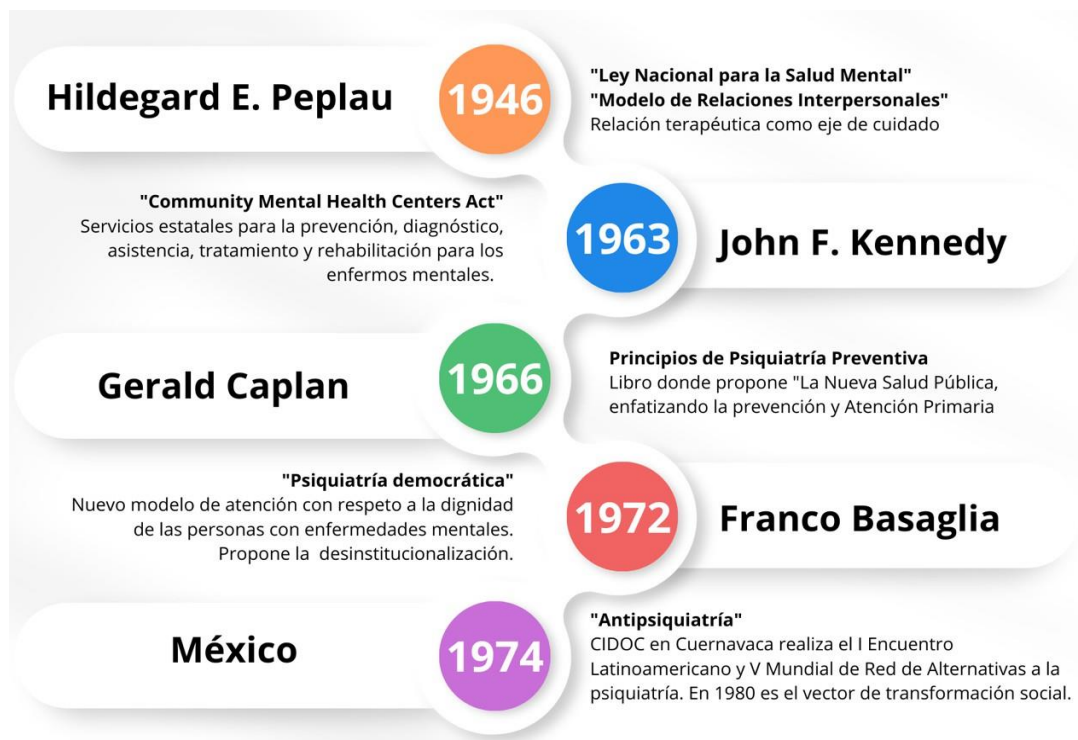 Hildegard E. Peplau
1946
"Ley Nacional para la Salud Mental"
"Modelo de Relaciones Interpersonales"
Relación terapéutica como eje de cuidado
"Community Mental Health Centers Act"
Servicios estatales para la prevención, diagnóstico,
asistencia, tratamiento y rehabilitación para los
enfermos mentales.
1963
John F. Kennedy
Gerald Caplan
1966
Principios de Psiquiatría Preventiva
Libro donde propone "La Nueva Salud Pública,
enfatizando la prevención y Atención Primaria
"Psiquiatría democrática"
Nuevo modelo de atención con respeto a la dignidad
de las personas con enfermedades mentales.
Propone la desinstitucionalización.
1972
Franco Basaglia
México
1974
"Antipsiquiatría"
CIDOC en Cuernavaca realiza el I Encuentro
Latinoamericano y V Mundial de Red de Alternativas a la
psiquiatría. En 1980 es el vector de transformación social.